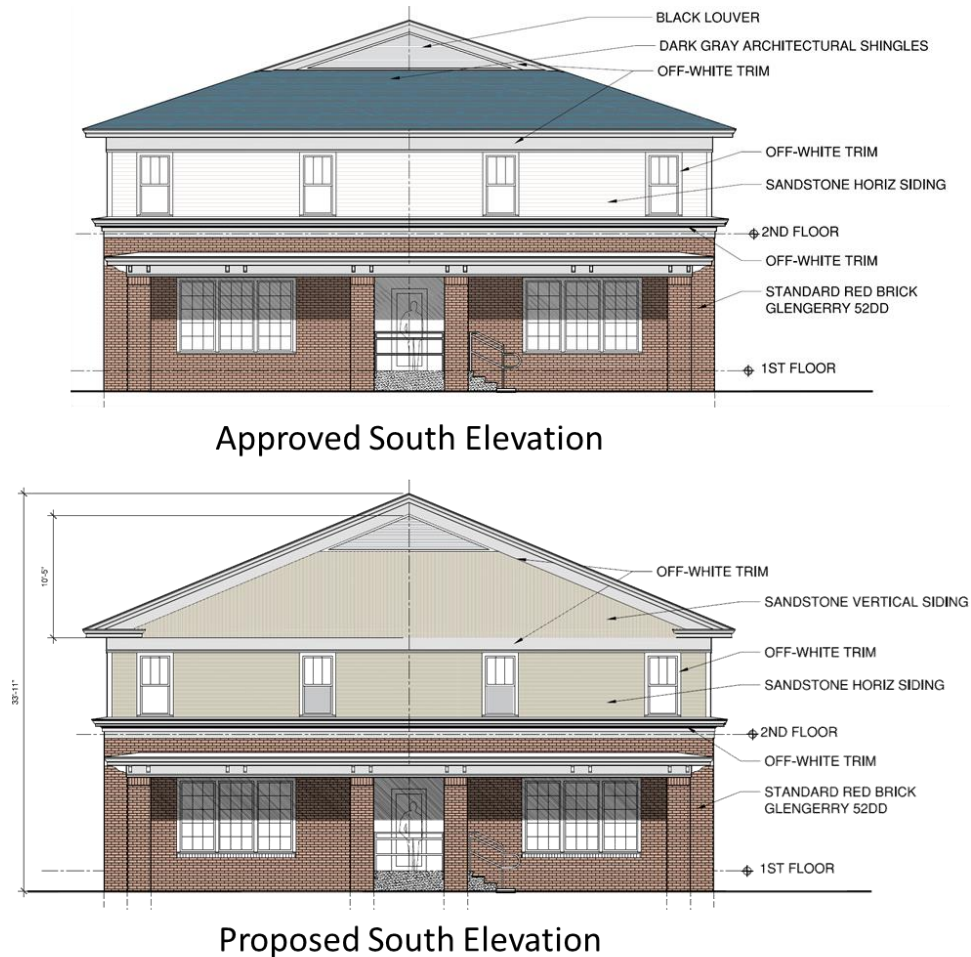 BLACK LOUVER
DARK GRAY ARCHITECTURAL SHINGLES
OFF-WHITE TRIM
OFF-WHITE TRIM
SANDSTONE HORIZ SIDING
2ND FLOOR
OFF-WHITE TRIM
STANDARD RED BRICK
GLENGERRY 52DD
1ST FLOOR
Approved South Elevation
10'-5"
33'-11"
OFF-WHITE TRIM
SANDSTONE VERTICAL SIDING
OFF-WHITE TRIM
SANDSTONE HORIZ SIDING
2ND FLOOR
OFF-WHITE TRIM
STANDARD RED BRICK
GLENGERRY 52DD
1ST FLOOR
Proposed South Elevation